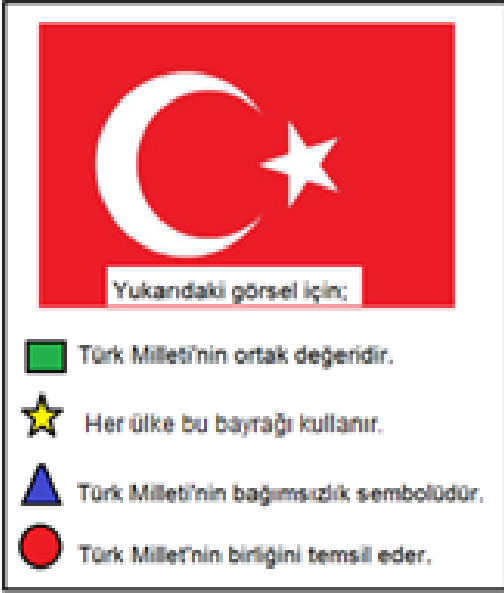 Yukarıdaki görsel için;
Türk Milleti'nin ortak değeridir.
Her ülke bu bayrağı kullanır.
Türk Milleti'nin bağımsızlık sembolüdür.
Türk Millet'nin birliğini temsil eder.